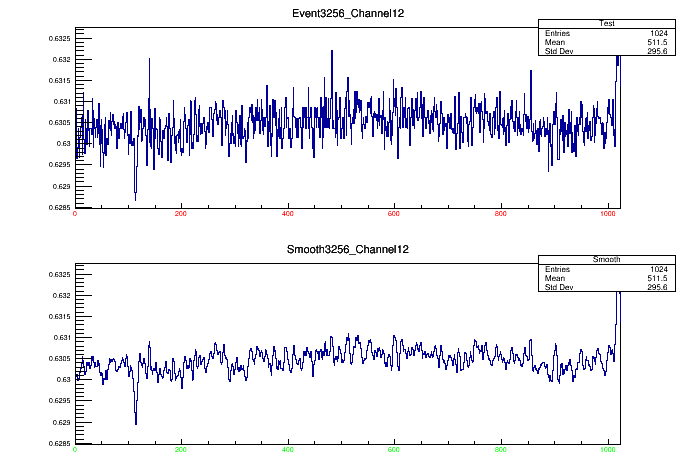 Event3256_Channel12
Test
Entries 1024
Mean 511.5
Std Dev 295.6
0.6325
0.632
0.6315
0.631
0.6305
0.63
0.6295
0.629
0.6285
0 200 400 600 800 1000
Smooth3256_Channel12
Smooth
Entries 1024
Mean 511.5
Std Dev 295.6
0.6325
0.632
0.6315
0.631
0.6305
0.63
0.6295
0.629
0.6285
0 200 400 600 800 1000